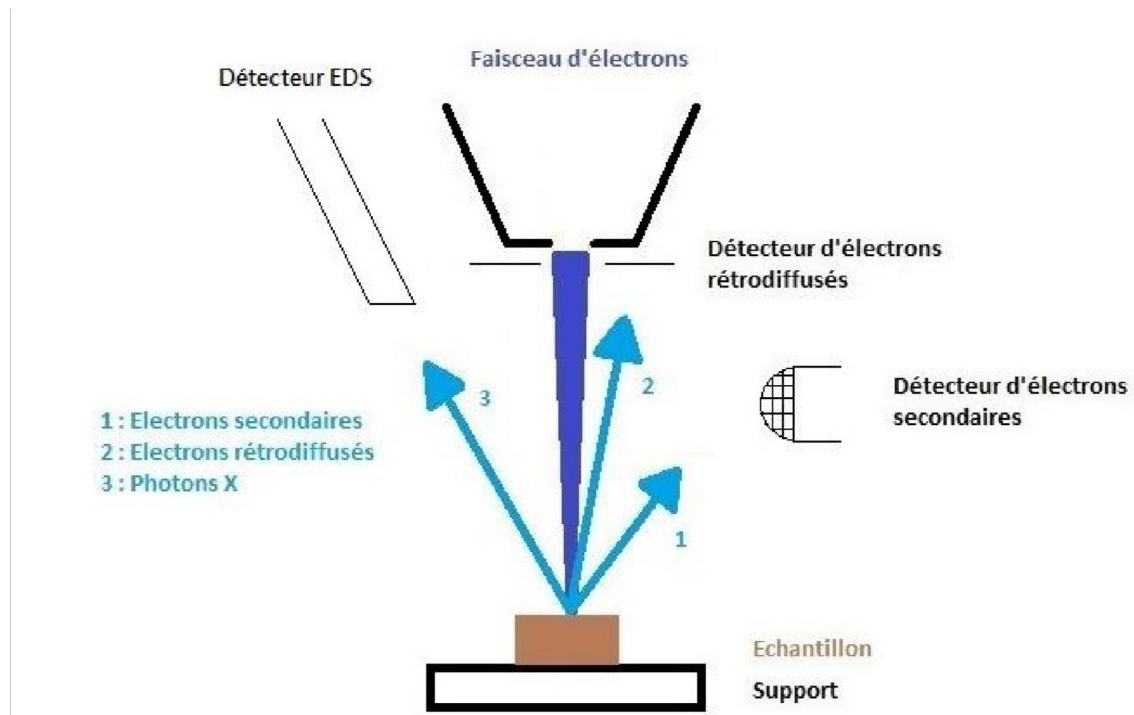 Faisceau d'électrons
Détecteur EDS
Détecteur d'électrons
rétrodiffusés
3
2
Détecteur d'électrons
secondaires
1 : Electrons secondaires
2 : Electrons rétrodiffusés
3 : Photons X
1
Echantillon
Support